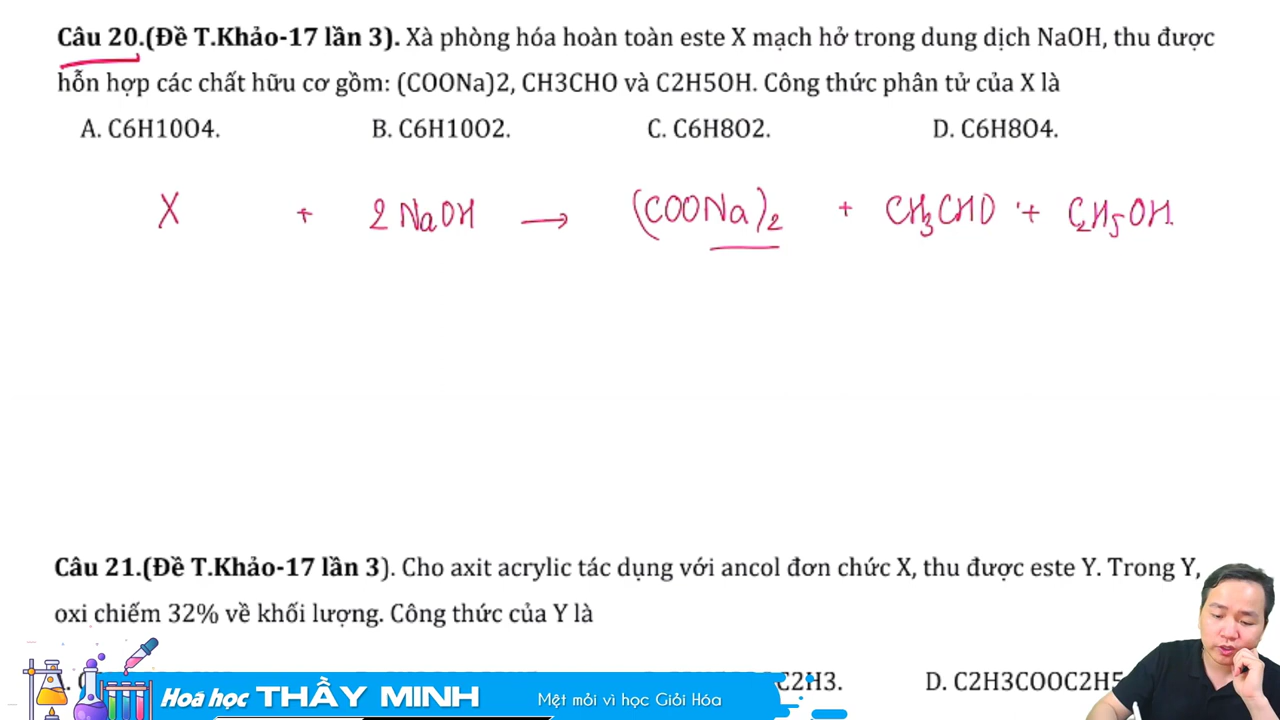 Câu 20.(Đề T.Khảo-17 lần 3). Xà phòng hóa hoàn toàn este X mạch hở trong dung dịch NaOH, thu được
hỗn hợp các chất hữu cơ gồm: (COONa)2, CH3CHO và C2H5OH. Công thức phân tử của X là
A. C6H10O4. B. C6H10O2. C. C6H8O2. D. C6H8O4.
X + 2 NaOH → (COONa)2 + CH3CHO + C2H5OH.
Câu 21.(Đề T.Khảo-17 lần 3). Cho axit acrylic tác dụng với ancol đơn chức X, thu được este Y. Trong Y,
oxi chiếm 32% về khối lượng. Công thức của Y là
C2H3. D. C2H3COOC2H5
Hoá học THẦY MINH Mệt mỏi vì học Giỏi Hóa